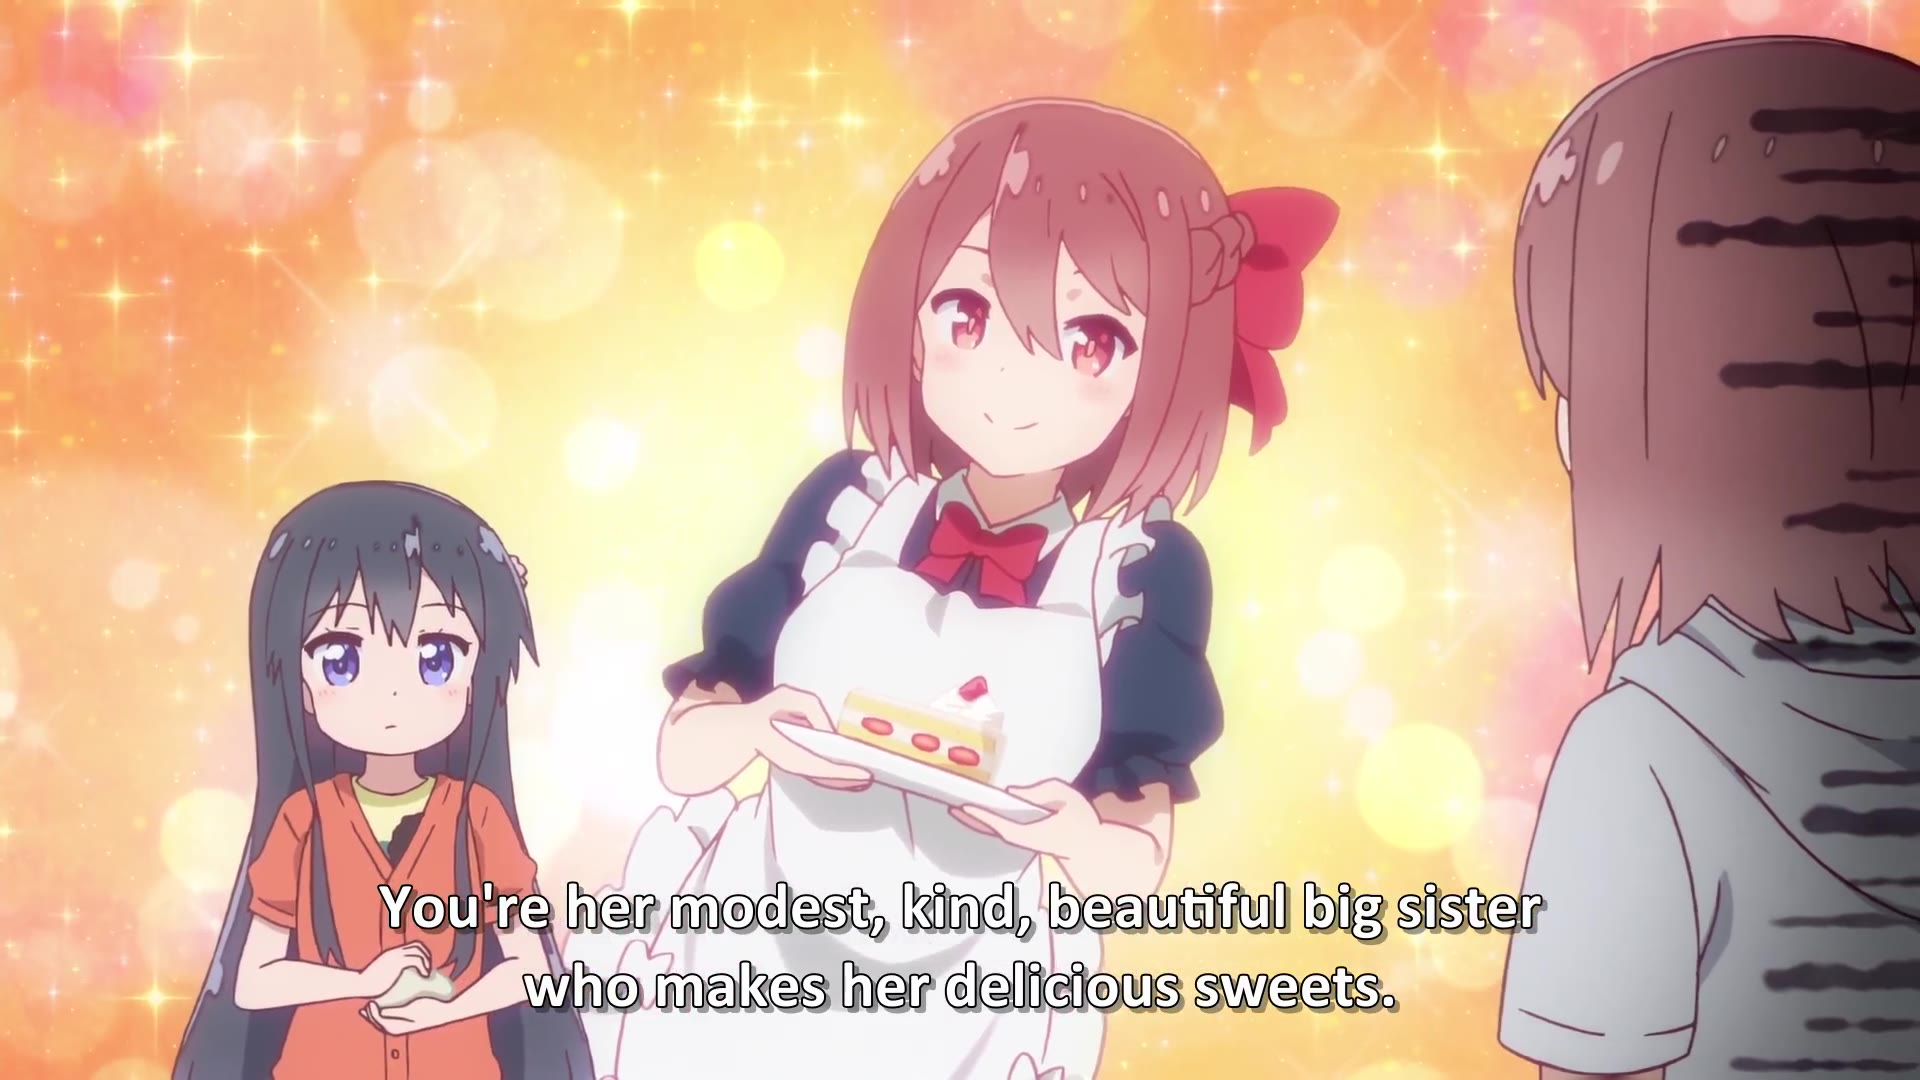 You're her modest, kind, beautiful big sister
who makes her delicious sweets.